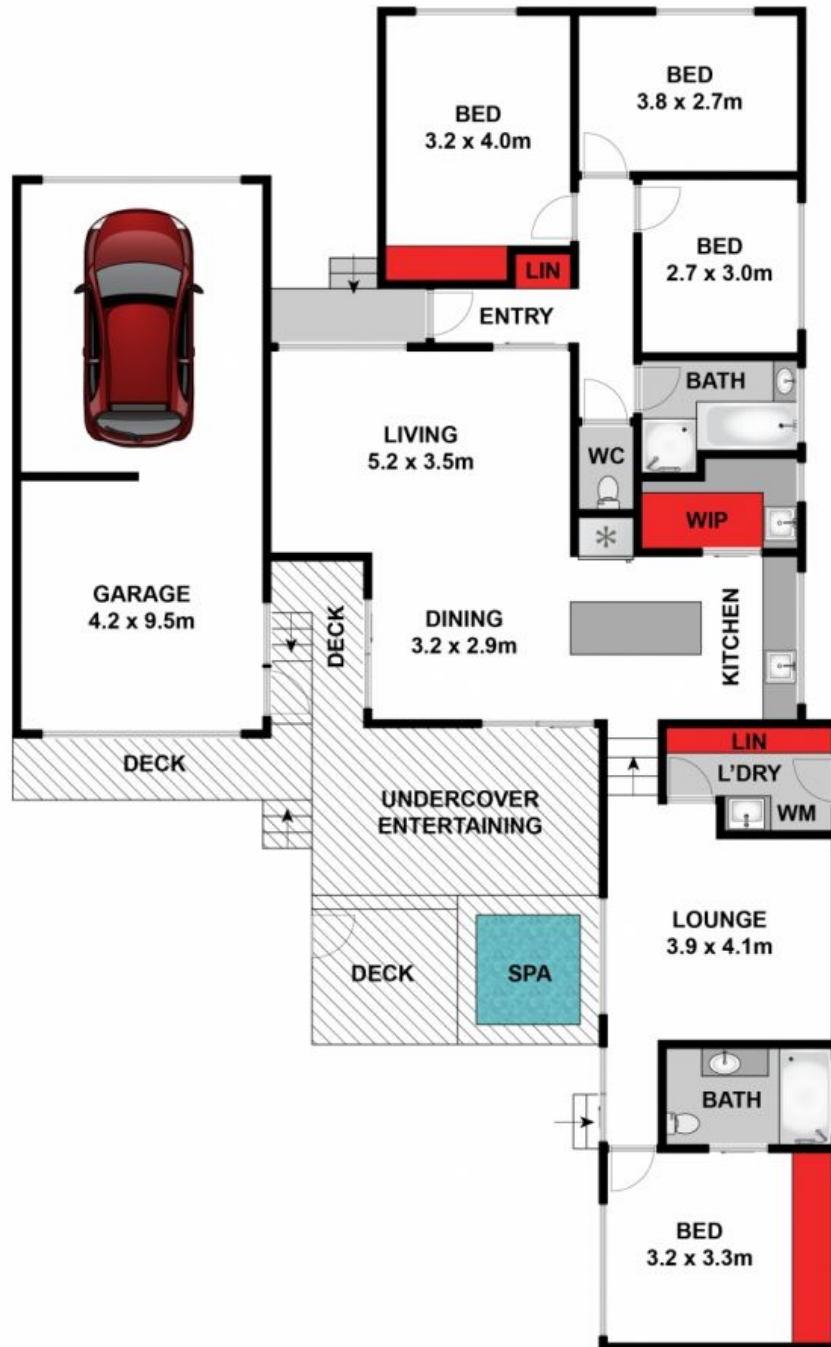 BED
3.2 x 4.0m
BED
3.8 x 2.7m
BED
2.7 x 3.0m
LIN
ENTRY
BATH
LIVING
5.2 x 3.5m
WC
WIP
GARAGE
4.2 x 9.5m
DECK
DINING
3.2 x 2.9m
KITCHEN
DECK
UNDERCOVER
ENTERTAINING
LIN
L'DRY
WM
LOUNGE
3.9 x 4.1m
DECK
SPA
BATH
BED
3.2 x 3.3m